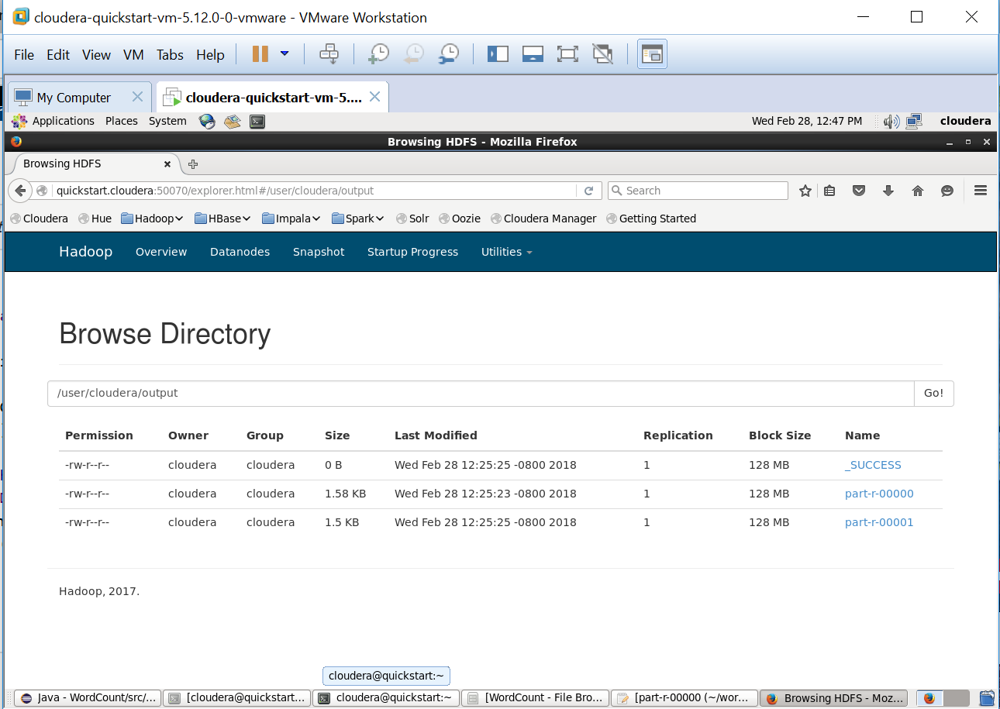 cloudera-quickstart-vm-5.12.0-0-vmware - VMware Workstation
File Edit View VM Tabs Help
My Computer cloudera-quickstart-vm-5....
Applications Places System Wed Feb 28, 12:47 PM cloudera
Browsing HDFS - Mozilla Firefox
Browsing HDFS
quickstart.cloudera:50070/explorer.html#/user/cloudera/output Search
Cloudera Hue Hadoop HBase Impala Spark Solr Oozie Cloudera Manager Getting Started
Hadoop Overview Datanodes Snapshot Startup Progress Utilities
Browse Directory
/user/cloudera/output Go!
Permission Owner Group Size Last Modified Replication Block Size Name
-rw-r--r-- cloudera cloudera 0 B Wed Feb 28 12:25:25 -0800 2018 1 128 MB _SUCCESS
-rw-r--r-- cloudera cloudera 1.58 KB Wed Feb 28 12:25:23 -0800 2018 1 128 MB part-r-00000
-rw-r--r-- cloudera cloudera 1.5 KB Wed Feb 28 12:25:25 -0800 2018 1 128 MB part-r-00001
Hadoop, 2017.
cloudera@quickstart:~
Java - WordCount/src/... [cloudera@quickstart... cloudera@quickstart:~ [WordCount - File Bro... [part-r-00000 (~/wor... Browsing HDFS - Moz...